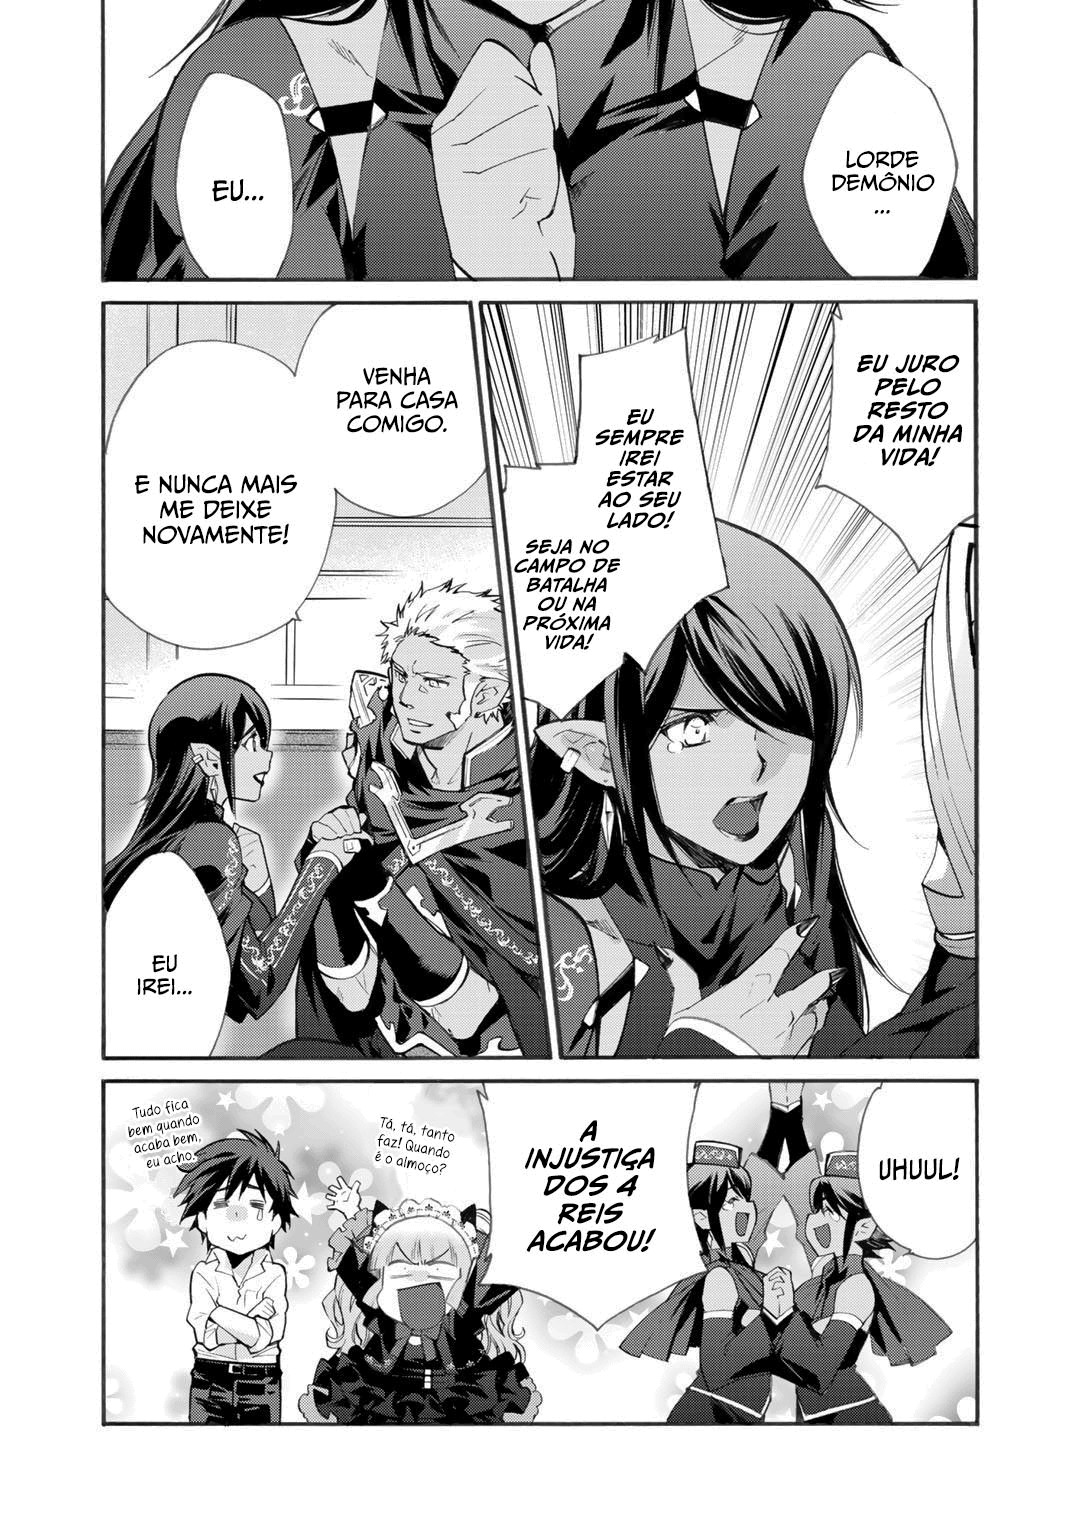 LORDE
DEMÔNIO
...
EU...
EU JURO
PELO
RESTO
DA MINHA
VIDA!
EU
SEMPRE
IREI
ESTAR
AO SEU
LADO!
SEJA NO
CAMPO DE
BATALHA
OU NA
PRÓXIMA
VIDA!
VENHA
PARA CASA
COMIGO.
E NUNCA MAIS
ME DEIXE
NOVAMENTE!
EU
IREI...
UHUUL!
A
INJUSTIÇA
DOS 4
REIS
ACABOU!
Tá, tá, tanto
faz! Quando
é o almoço?
Tudo fica
bem quando
acaba bem,
eu acho.